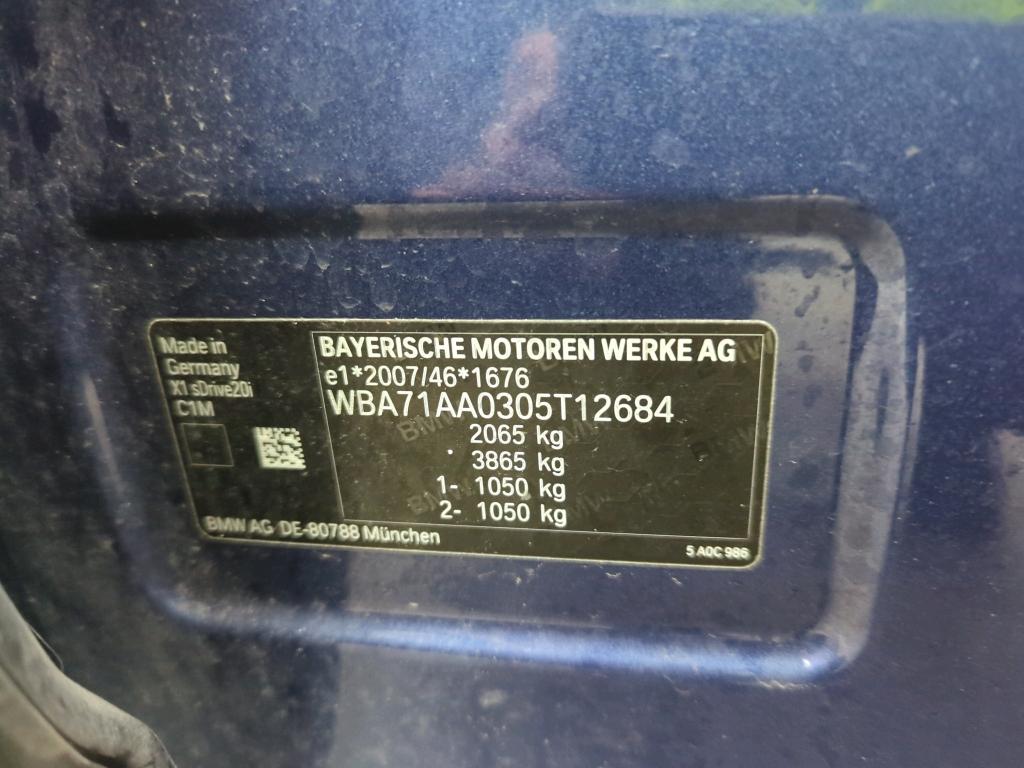 Made in
Germany
X1 sDrive20i
C1M
BAYERISCHE MOTOREN WERKE AG
e1*2007/46*1676
WBA71AA0305T12684
2065 kg
3865 kg
1- 1050 kg
2- 1050 kg
BMW AG DE-80788 München
5 A0C 986